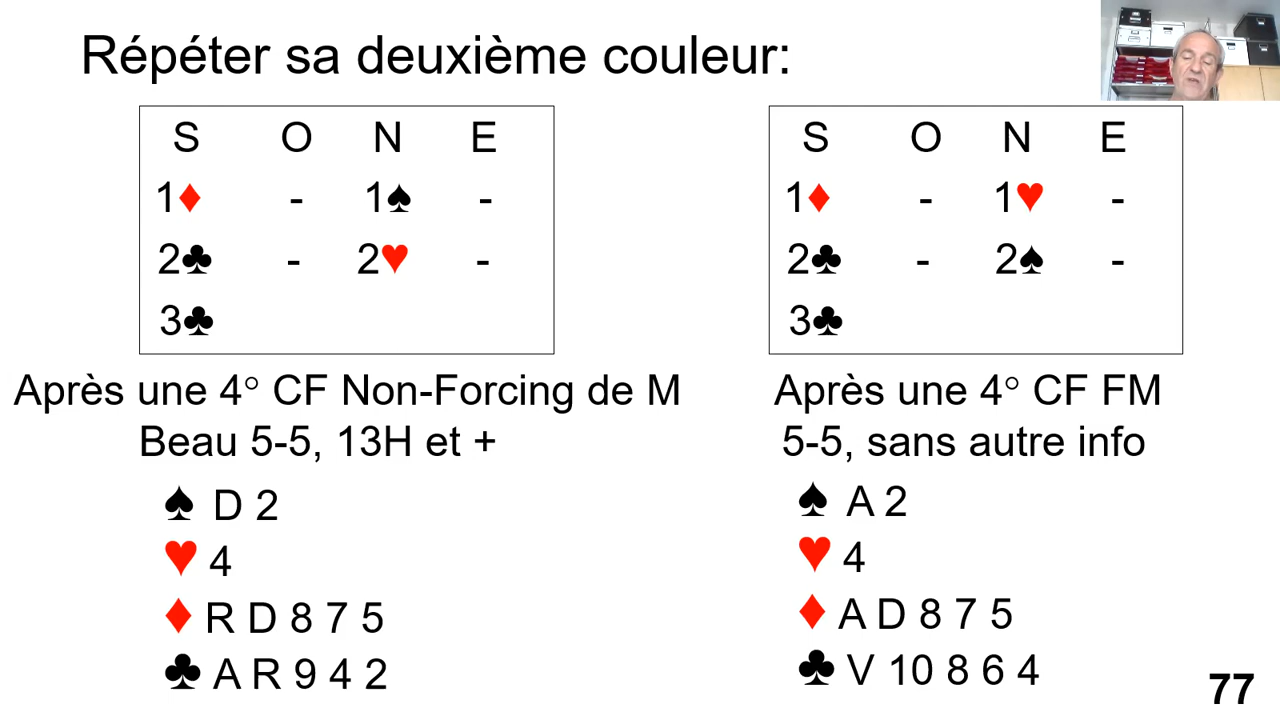 Répéter sa deuxième couleur:
S O N E
1♦ - 1♠ -
2♣ - 2♥ -
3♣
Après une 4° CF Non-Forcing de M
Beau 5-5, 13H et +
♠ D 2
♥ 4
♦ R D 8 7 5
♣ A R 9 4 2
S O N E
1♦ - 1♥ -
2♣ - 2♠ -
3♣
Après une 4° CF FM
5-5, sans autre info
♠ A 2
♥ 4
♦ A D 8 7 5
♣ V 10 8 6 4
77